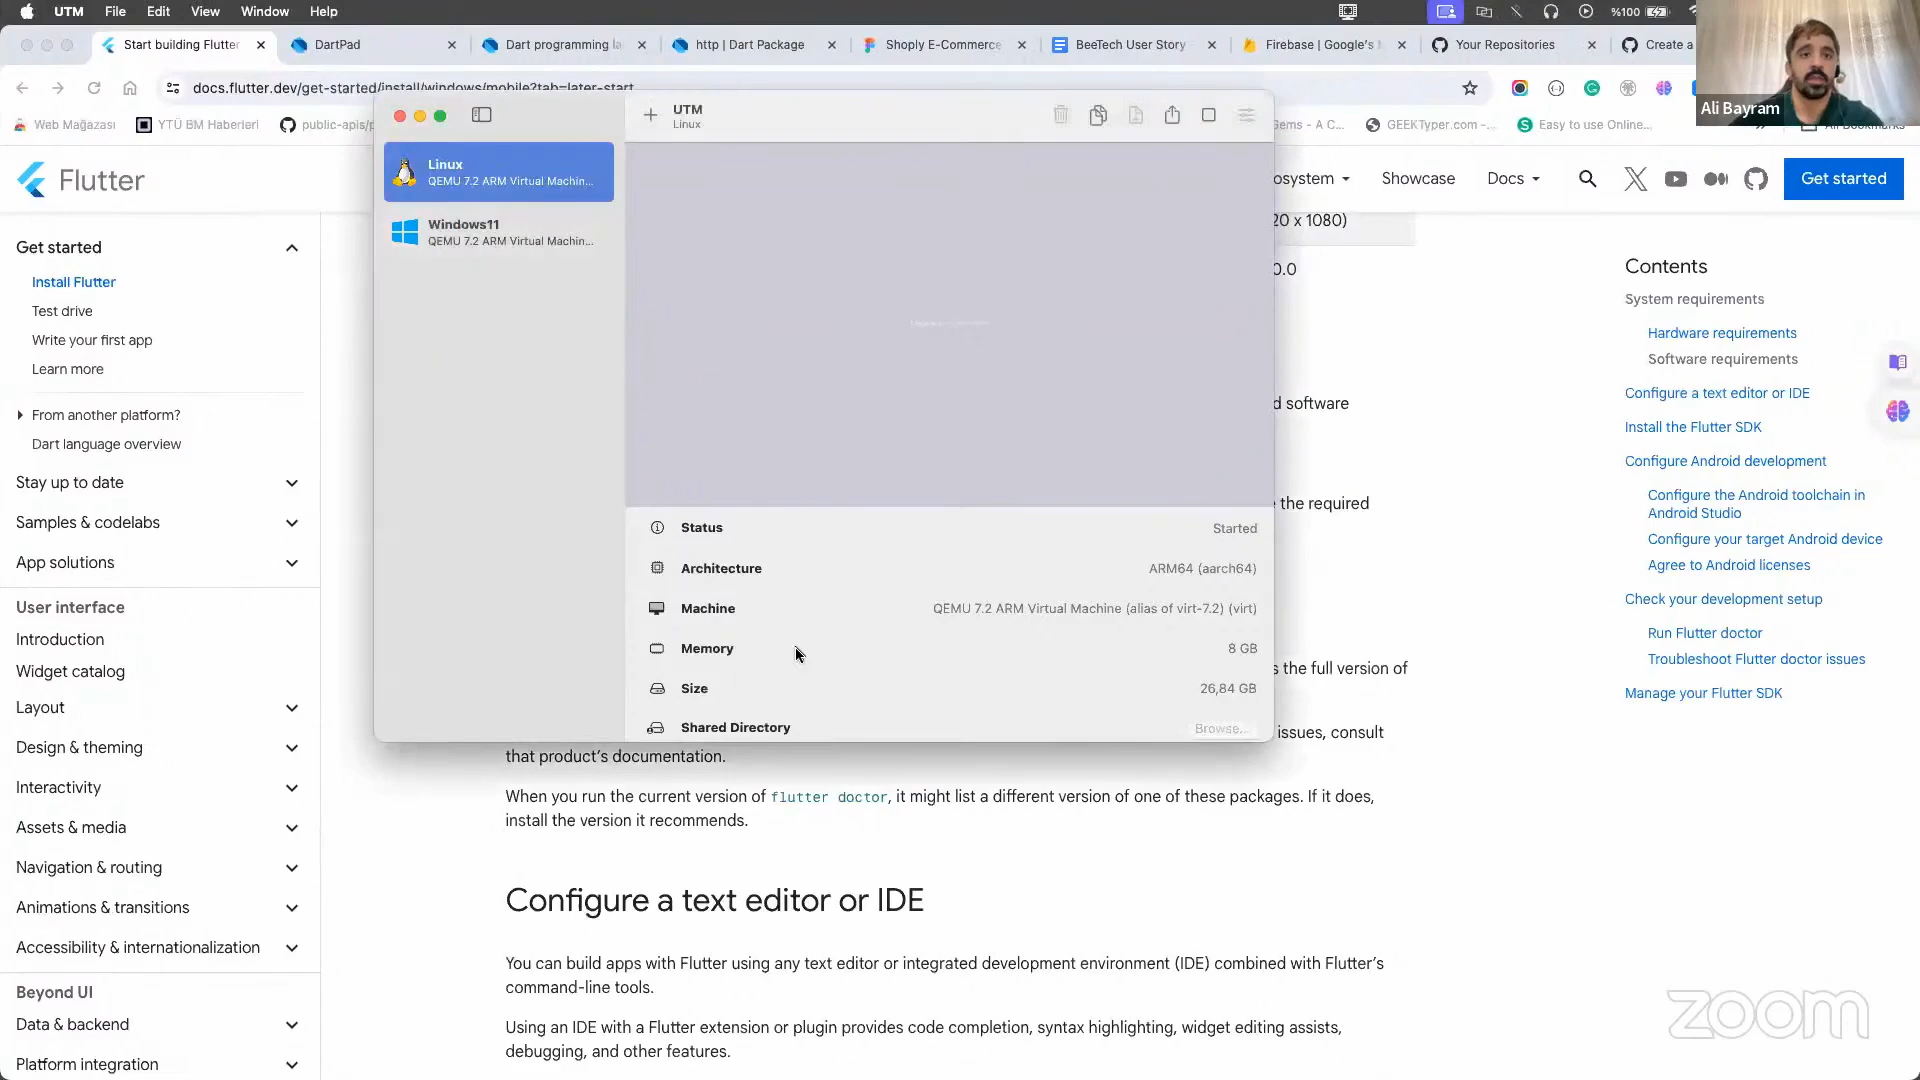 UTM File Edit View Window Help
%100
Start building Flutter
DartPad
Dart programming la
http | Dart Package
Shoply E-Commerce
BeeTech User Story
Firebase | Google's
Your Repositories
Create a
docs.flutter.dev/get-started/install/windows/mobile?tab=later-start
Web Mağazası
YTÜ BM Haberleri
public-apis/p
Gems - A C...
GEEKTyper.com -...
Easy to use Online...
All Bookmarks
Ali Bayram
UTM
Linux
Linux
QEMU 7.2 ARM Virtual Machin...
Windows11
QEMU 7.2 ARM Virtual Machin...
Status
Started
Architecture
ARM64 (aarch64)
Machine
QEMU 7.2 ARM Virtual Machine (alias of virt-7.2) (virt)
Memory
8 GB
Size
26,84 GB
Shared Directory
Browse...
Flutter
osystem
Showcase
Docs
Get started
Get started
Install Flutter
Test drive
Write your first app
Learn more
From another platform?
Dart language overview
Stay up to date
Samples & codelabs
App solutions
User interface
Introduction
Widget catalog
Layout
Design & theming
Interactivity
Assets & media
Navigation & routing
Animations & transitions
Accessibility & internationalization
Beyond UI
Data & backend
Platform integration
20 x 1080)
0.0
d software
e the required
s the full version of
issues, consult
that product's documentation.
When you run the current version of flutter doctor, it might list a different version of one of these packages. If it does,
install the version it recommends.
Configure a text editor or IDE
You can build apps with Flutter using any text editor or integrated development environment (IDE) combined with Flutter's
command-line tools.
Using an IDE with a Flutter extension or plugin provides code completion, syntax highlighting, widget editing assists,
debugging, and other features.
Contents
System requirements
Hardware requirements
Software requirements
Configure a text editor or IDE
Install the Flutter SDK
Configure Android development
Configure the Android toolchain in
Android Studio
Configure your target Android device
Agree to Android licenses
Check your development setup
Run Flutter doctor
Troubleshoot Flutter doctor issues
Manage your Flutter SDK
zoom